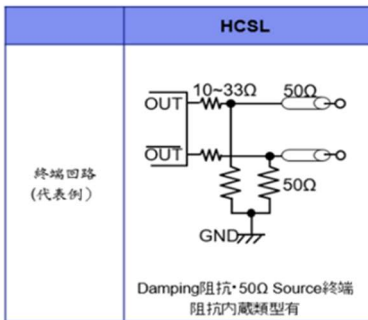 HCSL
10~33Ω 50Ω
OUT
OUT
終端回路
(代表例)
50Ω
GND
Damping阻抗・50Ω Source終端
阻抗内蔵類型有